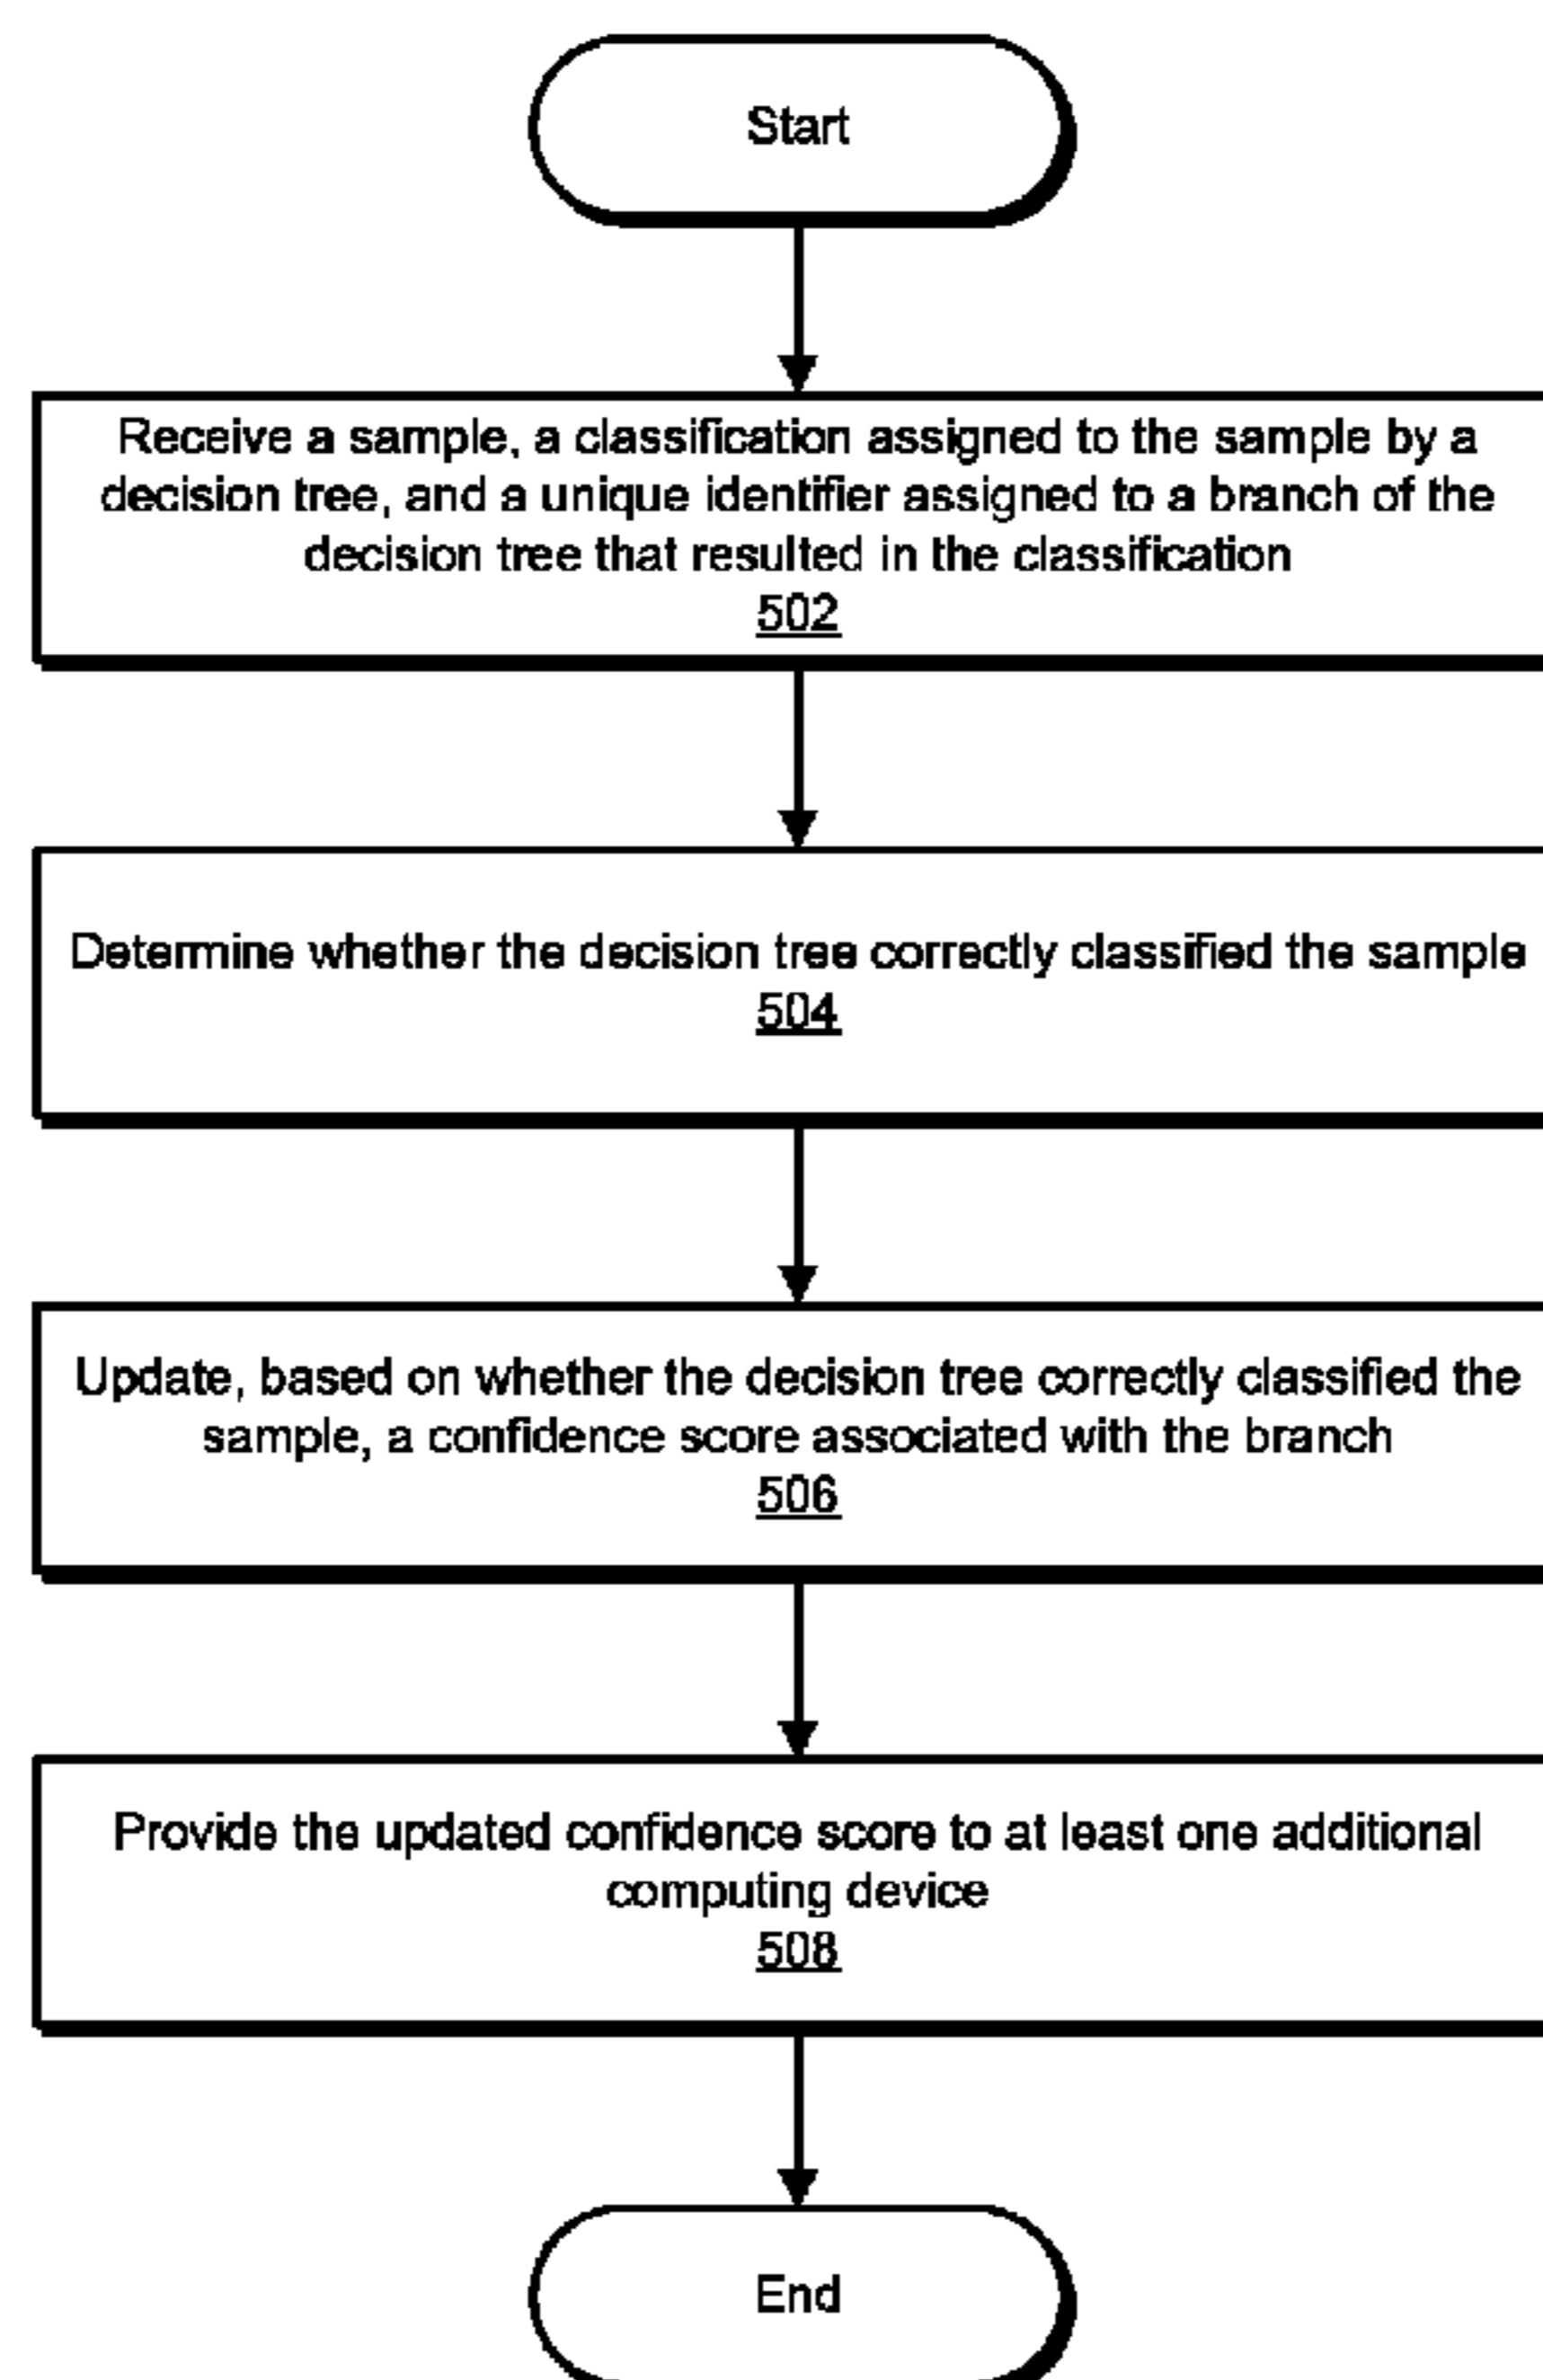 Start
Receive a sample, a classification assigned to the sample by a
decision tree, and a unique identifier assigned to a branch of the
decision tree that resulted in the classification
502
Determine whether the decision tree correctly classified the sample
504
Update, based on whether the decision tree correctly classified the
sample, a confidence score associated with the branch
506
Provide the updated confidence score to at least one additional
computing device
508
End